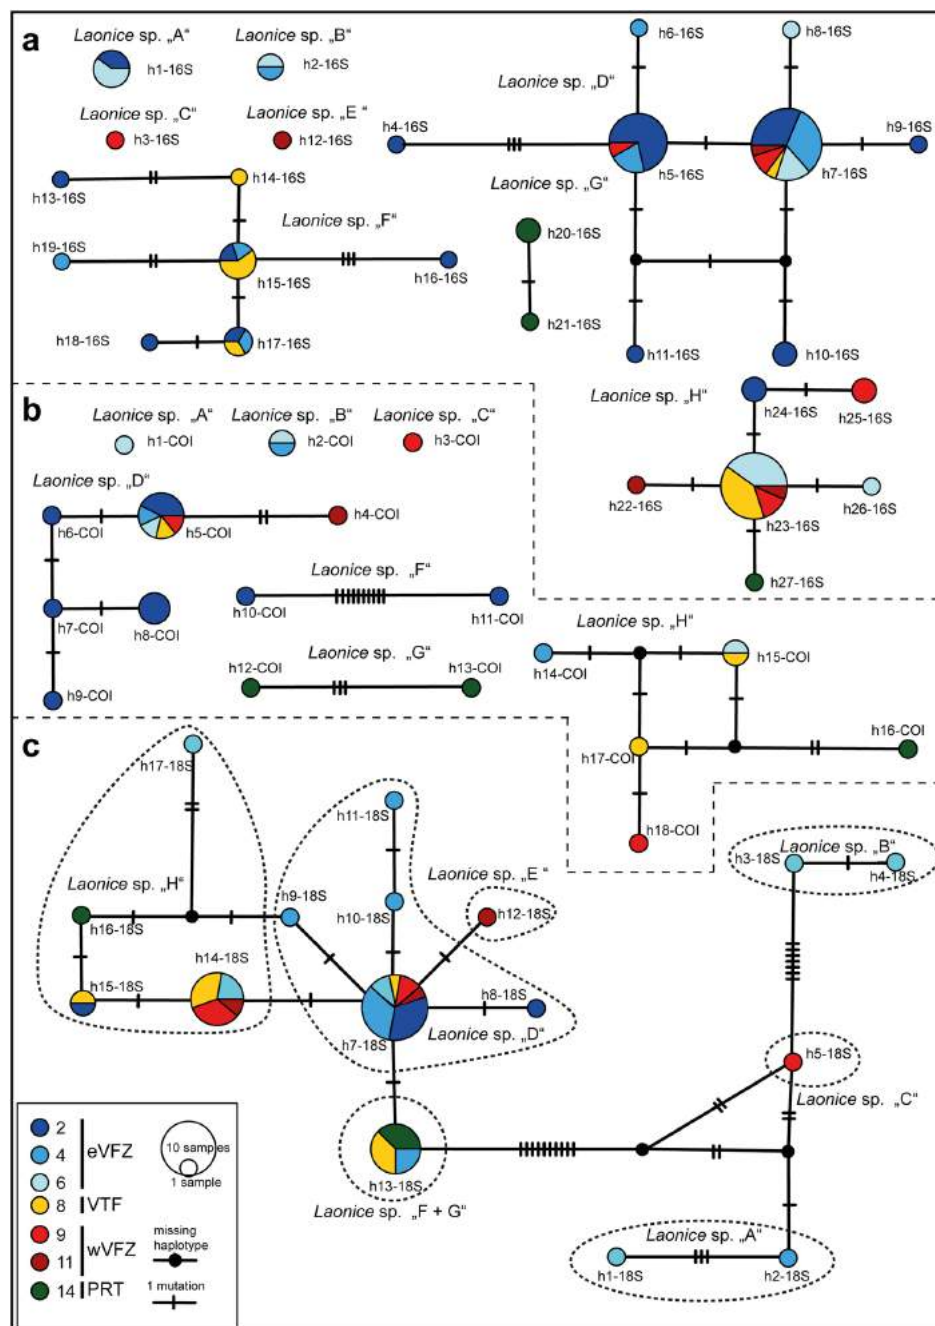 a
Laonice sp. „A“
h1-16S
Laonice sp. „B“
h2-16S
Laonice sp. „C“
h3-16S
Laonice sp. „E“
h12-16S
h13-16S
h14-16S
Laonice sp. „F“
h19-16S
h15-16S
h16-16S
h18-16S
h17-16S
h6-16S
h8-16S
Laonice sp. „D“
h4-16S
h5-16S
h7-16S
h9-16S
Laonice sp. „G“
h20-16S
h21-16S
h11-16S
h10-16S
Laonice sp. „H“
h24-16S
h25-16S
h22-16S
h23-16S
h26-16S
h27-16S
b
Laonice sp. „A“
h1-COI
Laonice sp. „B“
h2-COI
Laonice sp. „C“
h3-COI
Laonice sp. „D“
h6-COI
h5-COI
h4-COI
h7-COI
h8-COI
h9-COI
Laonice sp. „F“
h10-COI
h11-COI
Laonice sp. „G“
h12-COI
h13-COI
Laonice sp. „H“
h14-COI
h15-COI
h17-COI
h16-COI
h18-COI
c
h17-18S
Laonice sp. „H“
h16-18S
h15-18S
h14-18S
h11-18S
h9-18S
h10-18S
Laonice sp. „E“
h12-18S
h8-18S
h7-18S
Laonice sp. „D“
h13-18S
Laonice sp. „F + G“
Laonice sp. „B“
h3-18S
h4-18S
h5-18S
Laonice sp. „C“
Laonice sp. „A“
h1-18S
h2-18S
2
4 eVFZ
6
8 VTF
9
wVFZ
11
14 PRT
10 samples
1 sample
missing
haplotype
1 mutation